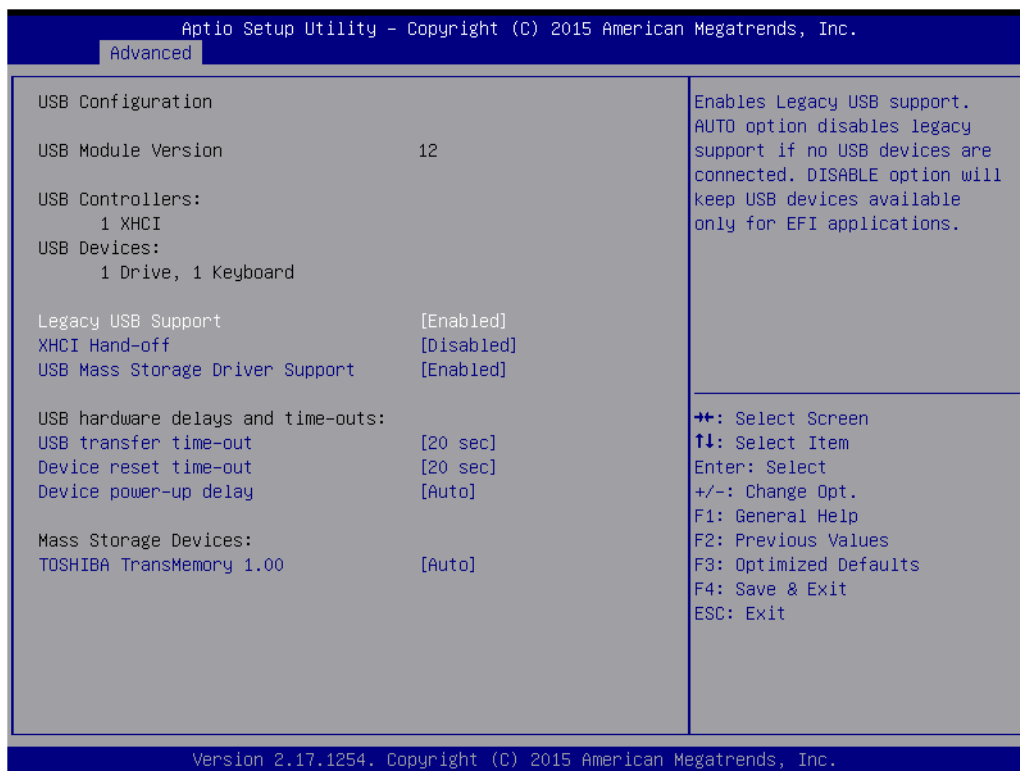 Aptio Setup Utility – Copyright (C) 2015 American Megatrends, Inc.
Advanced
USB Configuration
USB Module Version 12
USB Controllers:
1 XHCI
USB Devices:
1 Drive, 1 Keyboard
Legacy USB Support [Enabled]
XHCI Hand-off [Disabled]
USB Mass Storage Driver Support [Enabled]
USB hardware delays and time-outs:
USB transfer time-out [20 sec]
Device reset time-out [20 sec]
Device power-up delay [Auto]
Mass Storage Devices:
TOSHIBA TransMemory 1.00 [Auto]
Enables Legacy USB support.
AUTO option disables legacy
support if no USB devices are
connected. DISABLE option will
keep USB devices available
only for EFI applications.
→←: Select Screen
↑↓: Select Item
Enter: Select
+/-: Change Opt.
F1: General Help
F2: Previous Values
F3: Optimized Defaults
F4: Save & Exit
ESC: Exit
Version 2.17.1254. Copyright (C) 2015 American Megatrends, Inc.